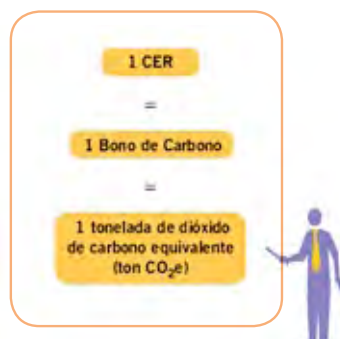 1 CER
=
1 Bono de Carbono
=
1 tonelada de dióxido
de carbono equivalente
(ton CO₂e)